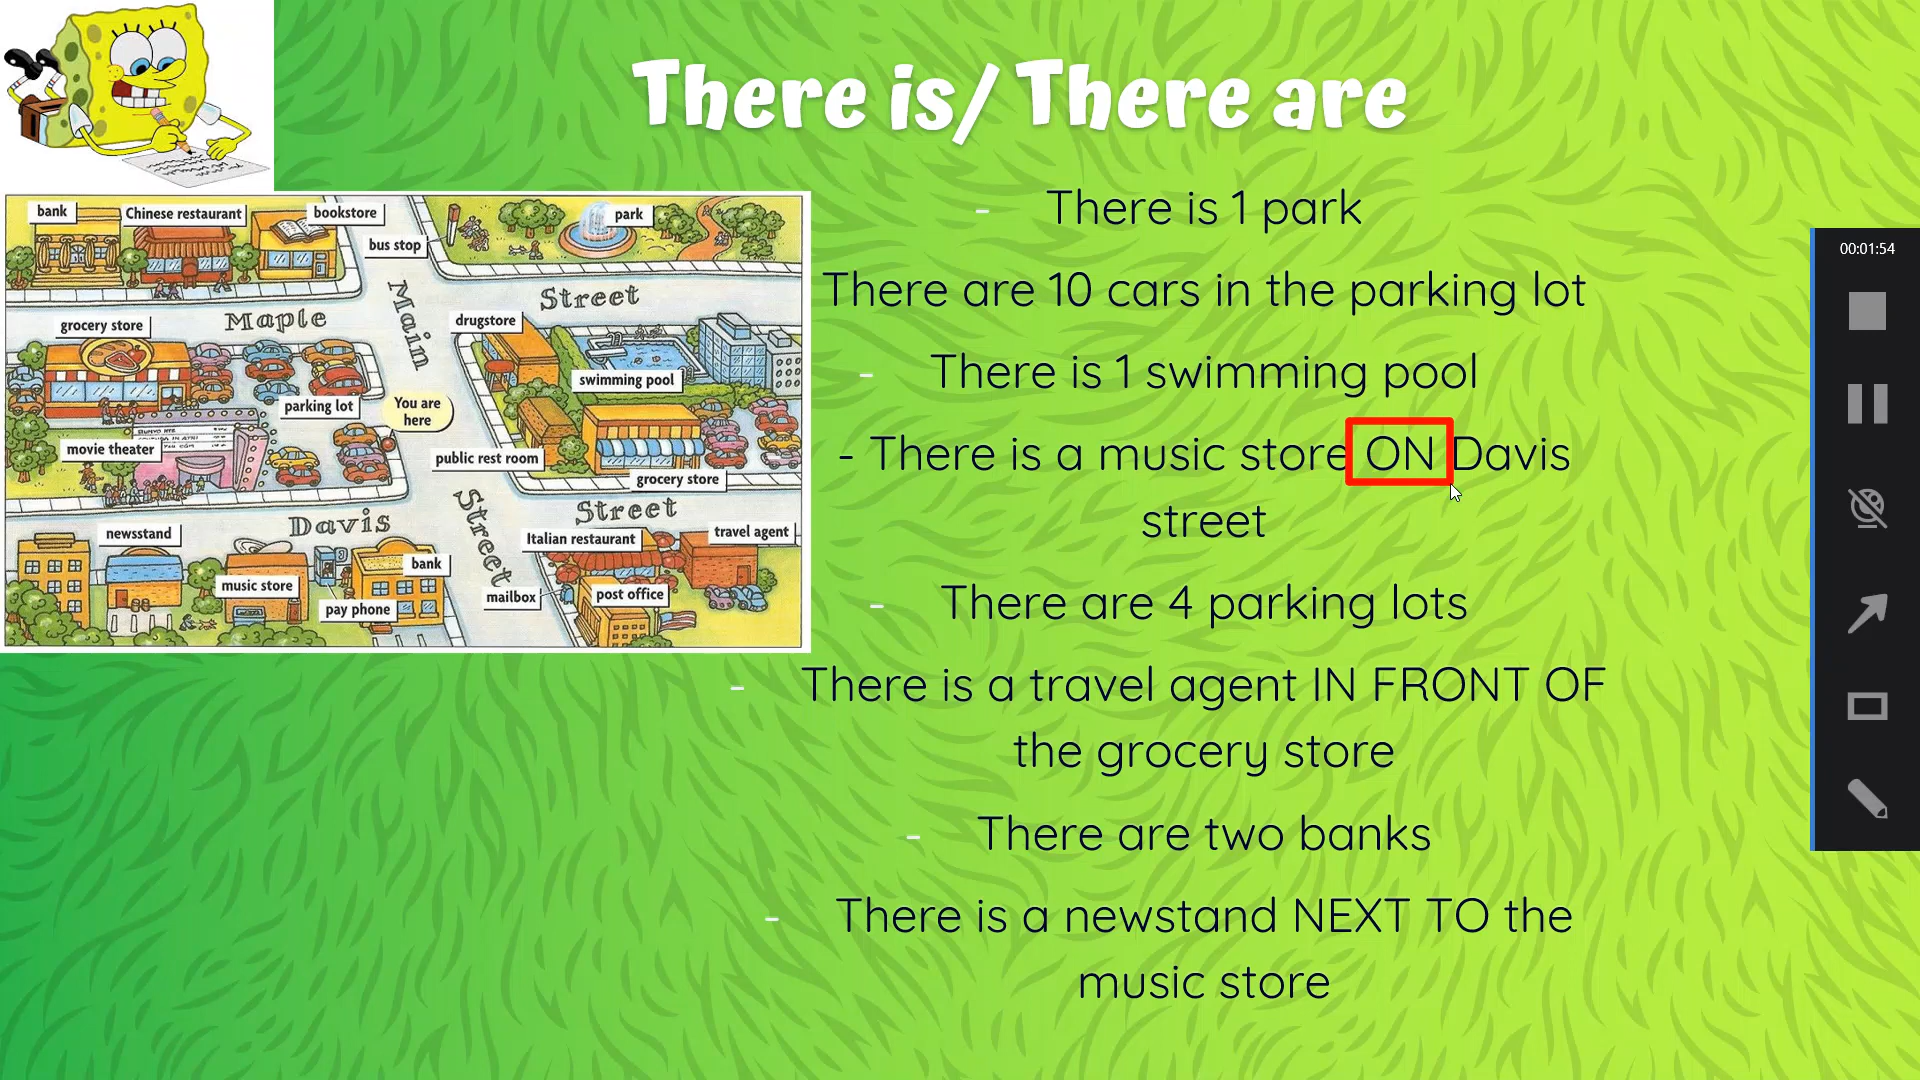 There is/ There are
bank
Chinese restaurant
bookstore
park
bus stop
Maple
Main
Street
grocery store
drugstore
swimming pool
parking lot
You are
here
movie theater
public rest room
grocery store
Davis
Street
Street
newsstand
Italian restaurant
travel agent
music store
bank
pay phone
mailbox
post office
- There is 1 park
There are 10 cars in the parking lot
- There is 1 swimming pool
- There is a music store ON Davis
street
- There are 4 parking lots
- There is a travel agent IN FRONT OF
the grocery store
- There are two banks
- There is a newstand NEXT TO the
music store
00:01:54